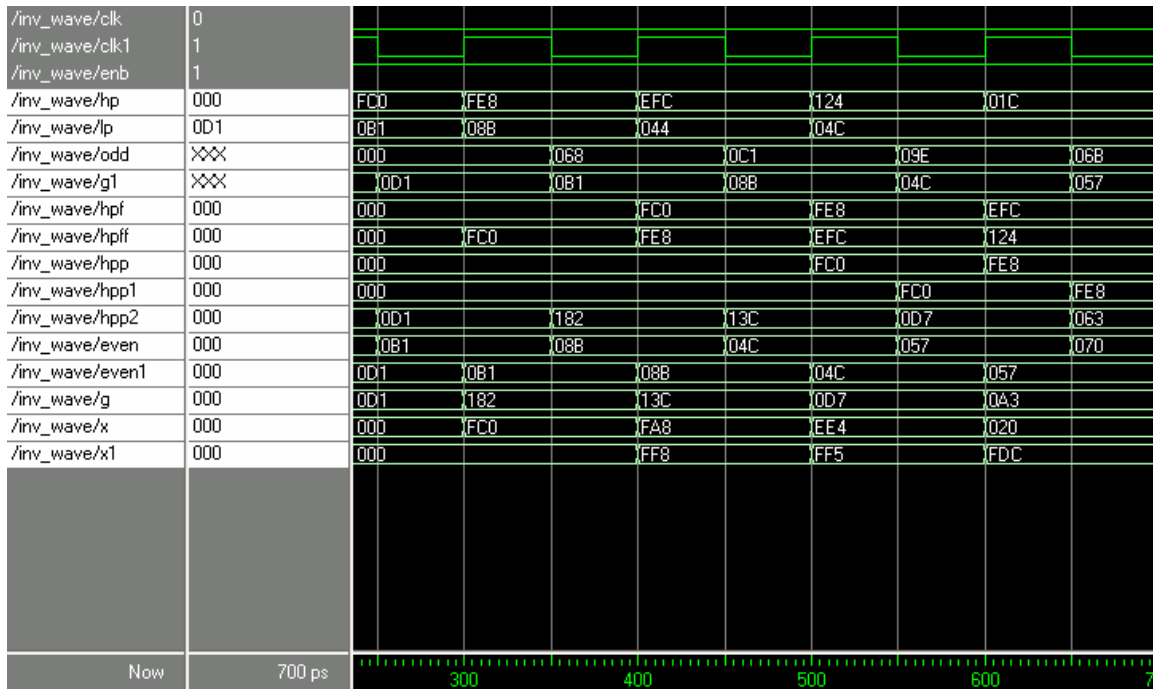 /inv_wave/clk 0
/inv_wave/clk1 1
/inv_wave/enb 1
/inv_wave/hp 000 FC0 FE8 EFC 124 01C
/inv_wave/lp 0D1 0B1 08B 044 04C
/inv_wave/odd XXX 000 068 0C1 09E 06B
/inv_wave/g1 XXX 0D1 0B1 08B 04C 057
/inv_wave/hpf 000 000 FC0 FE8 EFC
/inv_wave/hpff 000 000 FC0 FE8 EFC 124
/inv_wave/hpp 000 000 FC0 FE8
/inv_wave/hpp1 000 000 FC0 FE8
/inv_wave/hpp2 000 0D1 182 13C 0D7 063
/inv_wave/even 000 0B1 08B 04C 057 070
/inv_wave/even1 000 0D1 0B1 08B 04C 057
/inv_wave/g 000 0D1 182 13C 0D7 0A3
/inv_wave/x 000 000 FC0 FA8 EE4 020
/inv_wave/x1 000 000 FF8 FF5 FDC
Now 700 ps 300 400 500 600 7